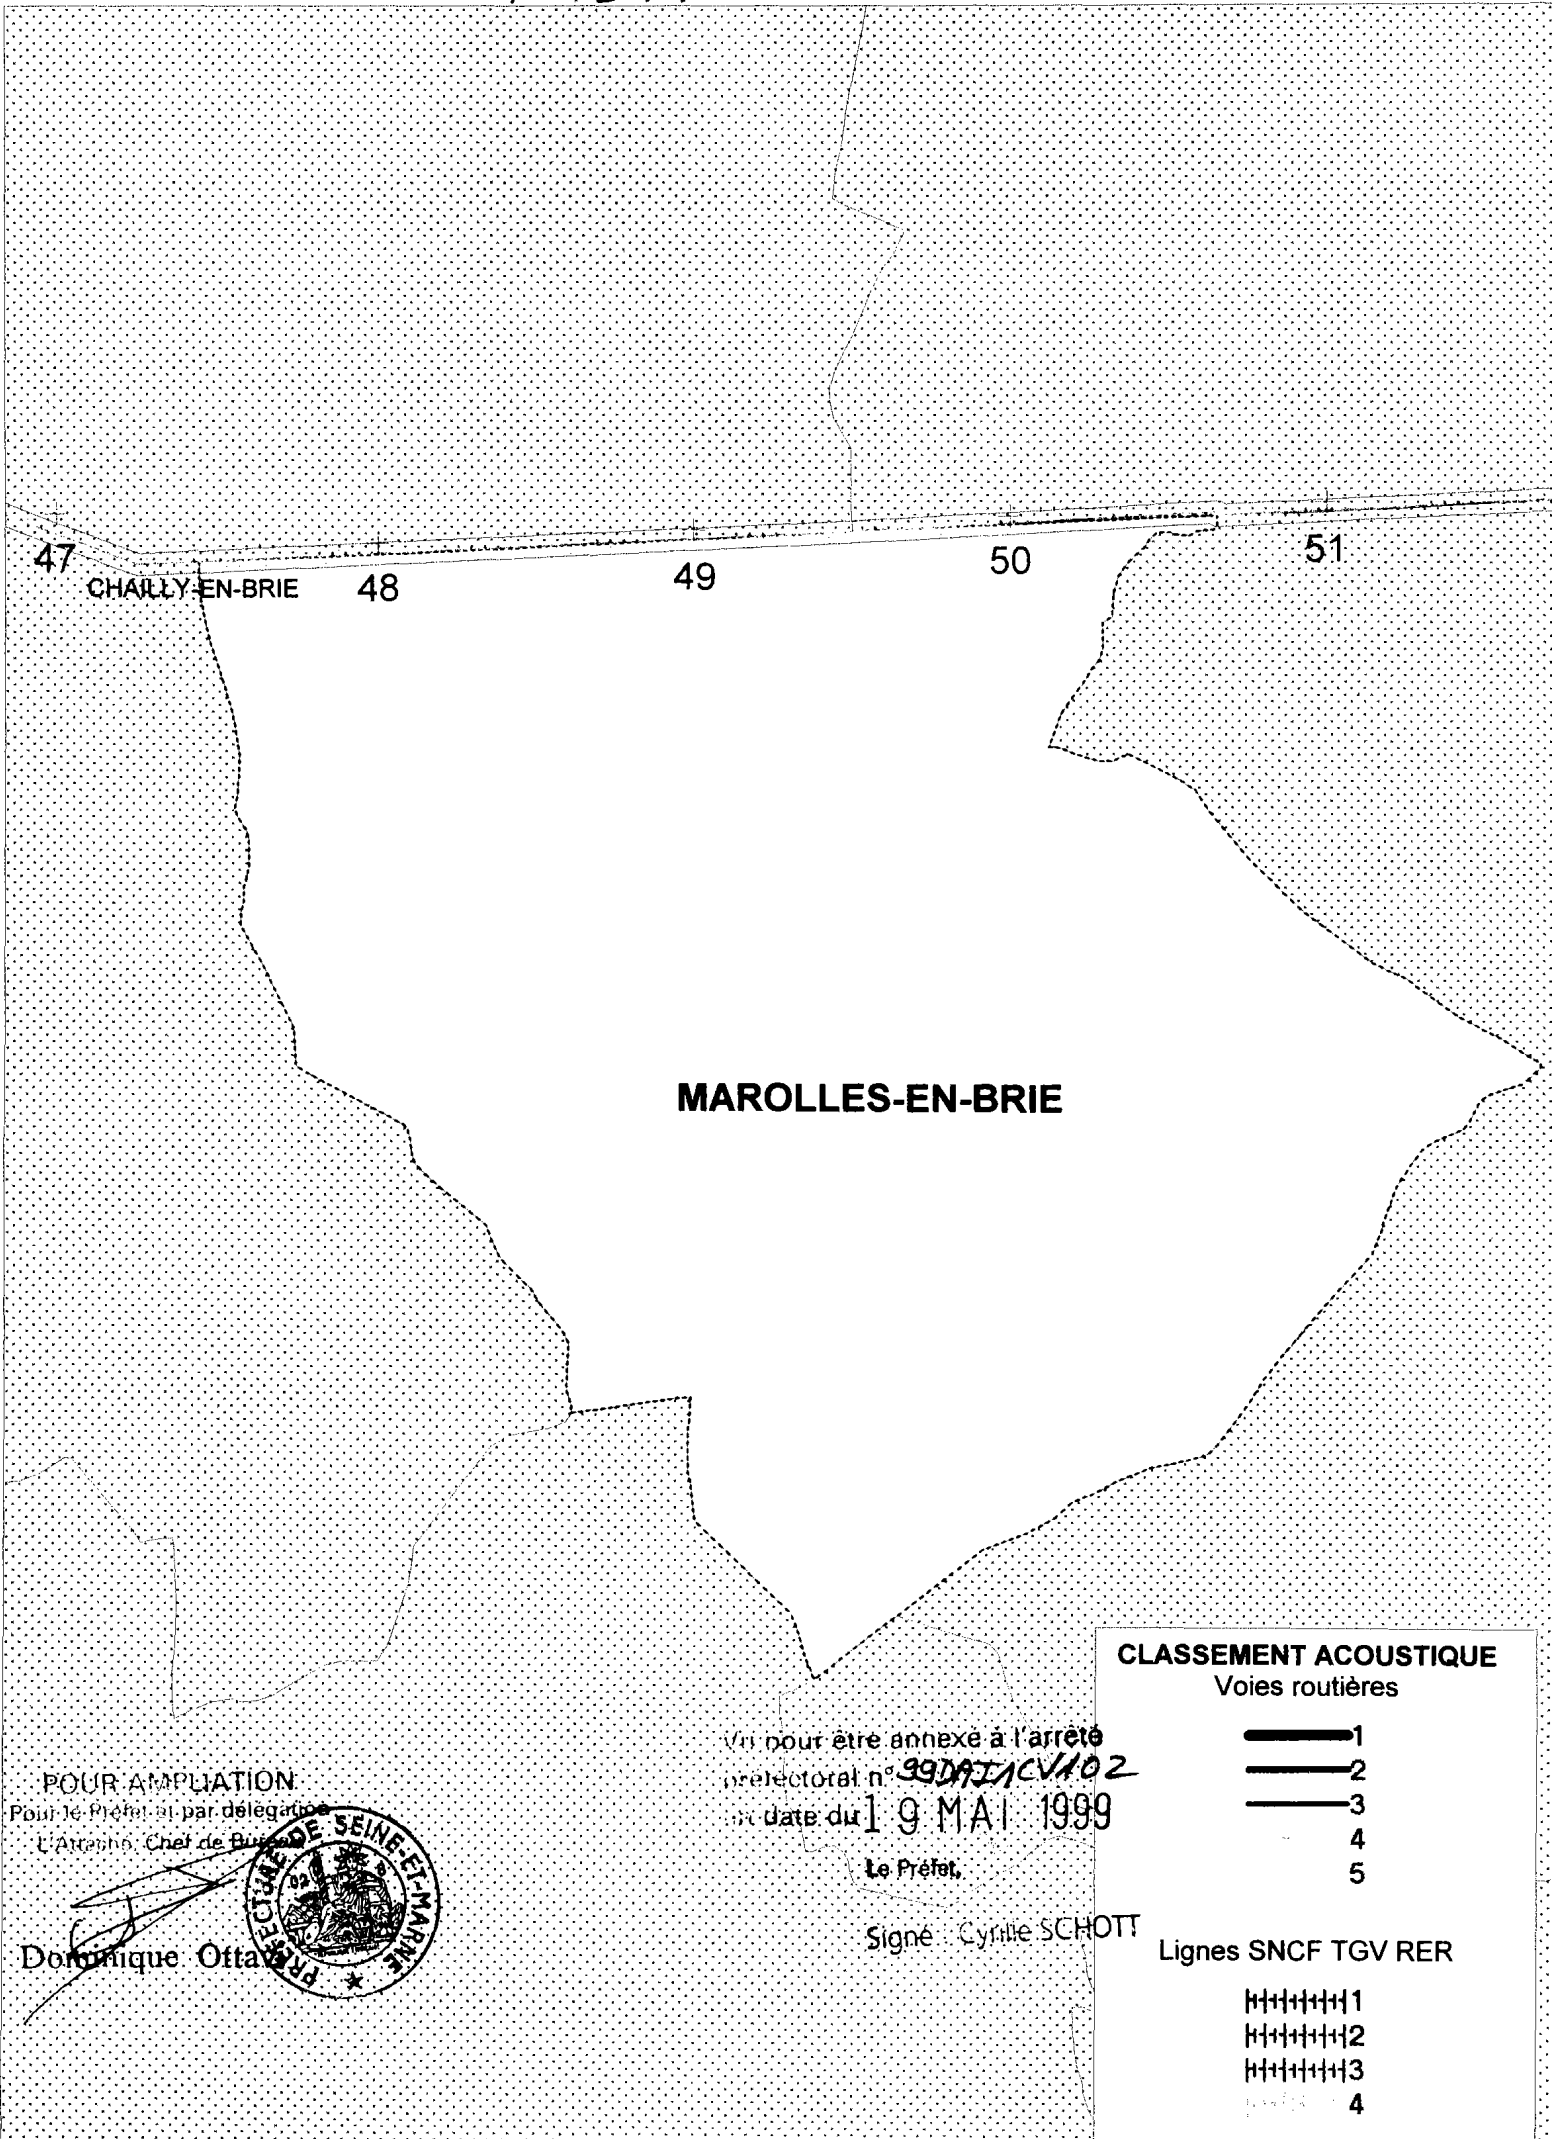 47
CHAILLY-EN-BRIE
48
49
50
51
MAROLLES-EN-BRIE
CLASSEMENT ACOUSTIQUE
Voies routières
1
2
3
4
5
Lignes SNCF TGV RER
1
2
3
4
Vu pour être annexé à l'arrêté
préfectoral n° 99DAI1CV102
date du 19 MAI 1999
Le Préfet,
Signé Cyrille SCHOTT
POUR AMPLIATION
Pour le Préfet et par délégation
L'Attaché, Chef de Bureau
Dominique
PREFECTURE DE SEINE-ET-MARNE